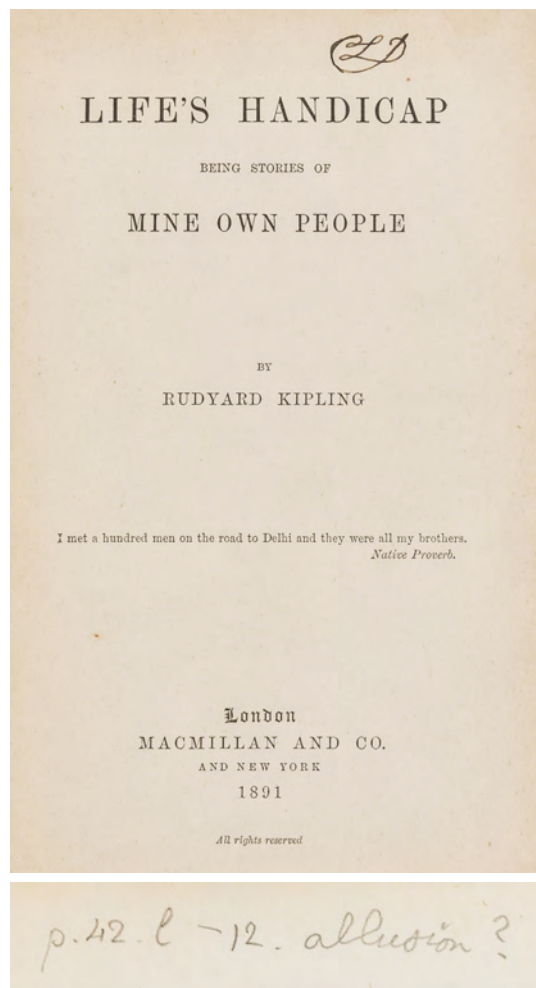 LD
LIFE'S HANDICAP
BEING STORIES OF
MINE OWN PEOPLE
BY
RUDYARD KIPLING
I met a hundred men on the road to Delhi and they were all my brothers.
Native Proverb.
London
MACMILLAN AND CO.
AND NEW YORK
1891
All rights reserved
p. 42. l -12. allusion ?